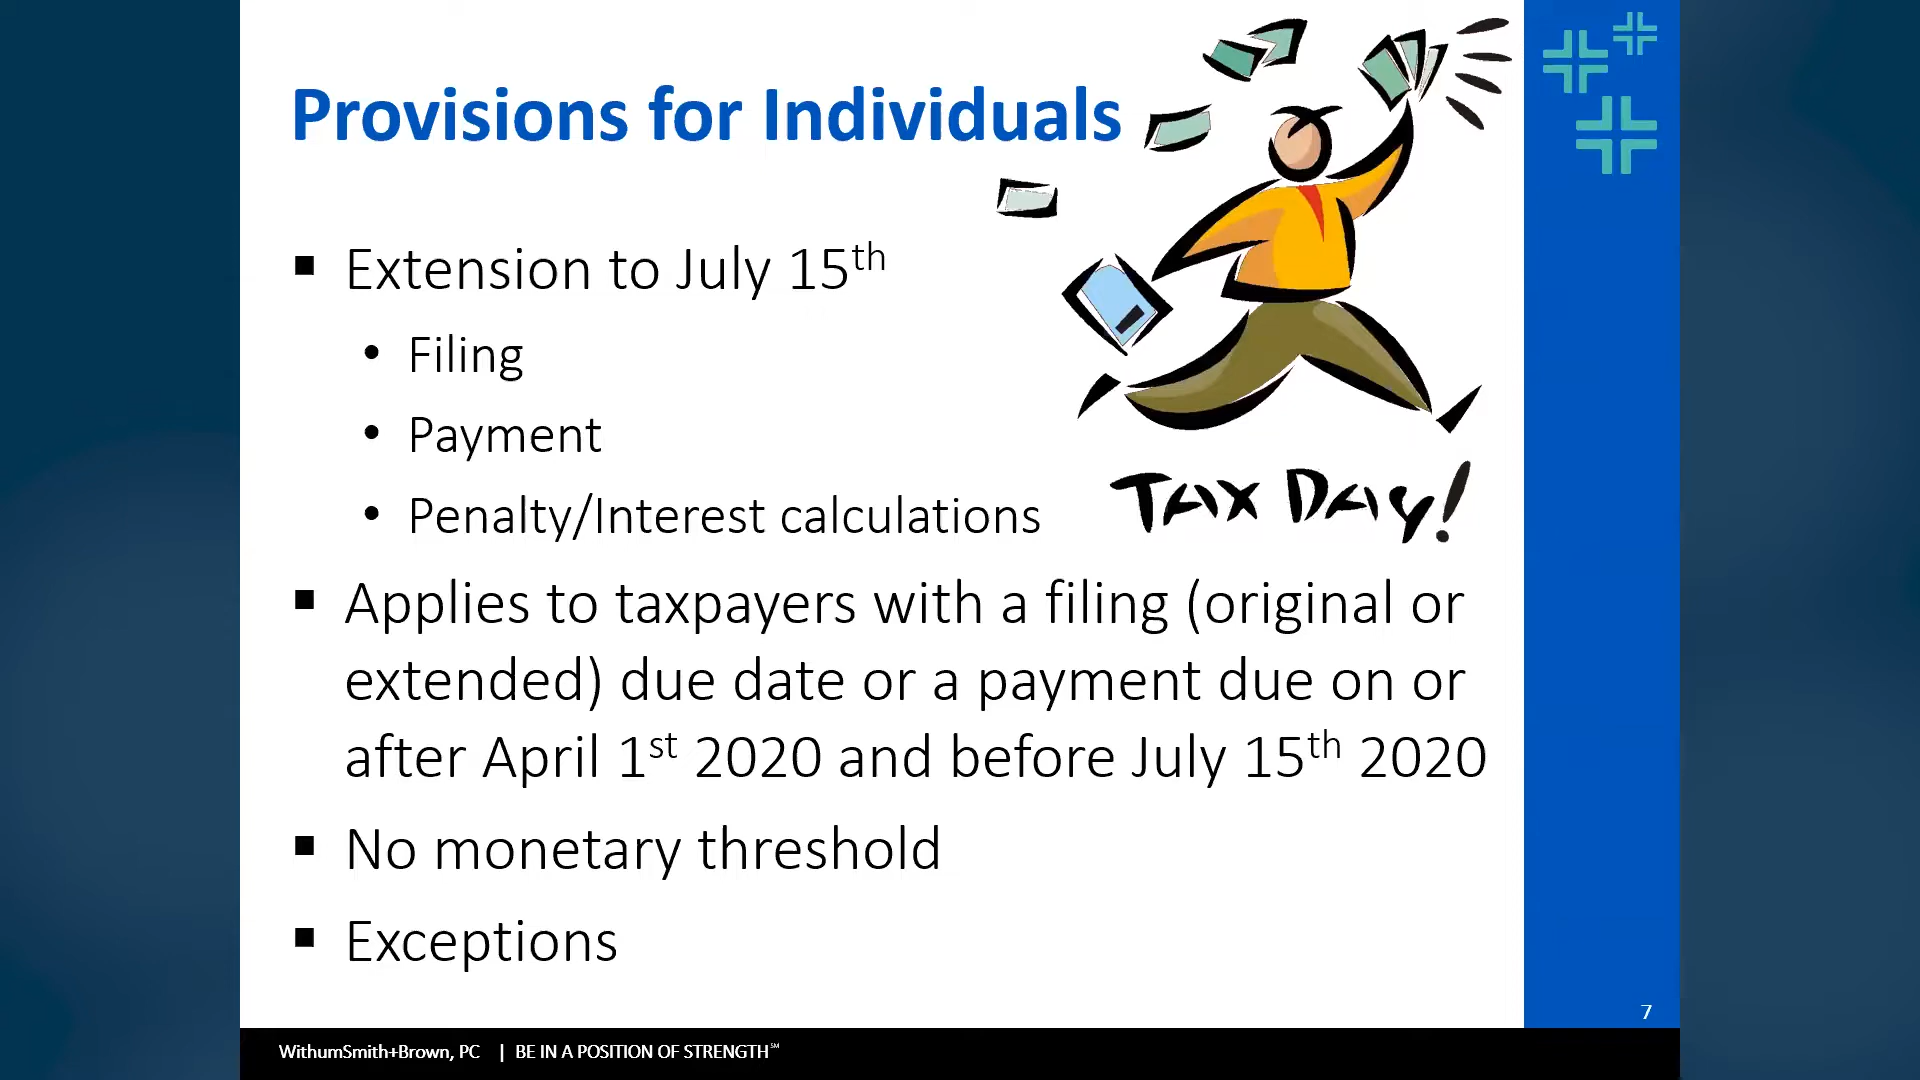 Provisions for Individuals
▪ Extension to July 15th
• Filing
• Payment
• Penalty/Interest calculations
TAX DAY!
▪ Applies to taxpayers with a filing (original or
extended) due date or a payment due on or
after April 1st 2020 and before July 15th 2020
▪ No monetary threshold
▪ Exceptions
7
WithumSmith+Brown, PC | BE IN A POSITION OF STRENGTH℠